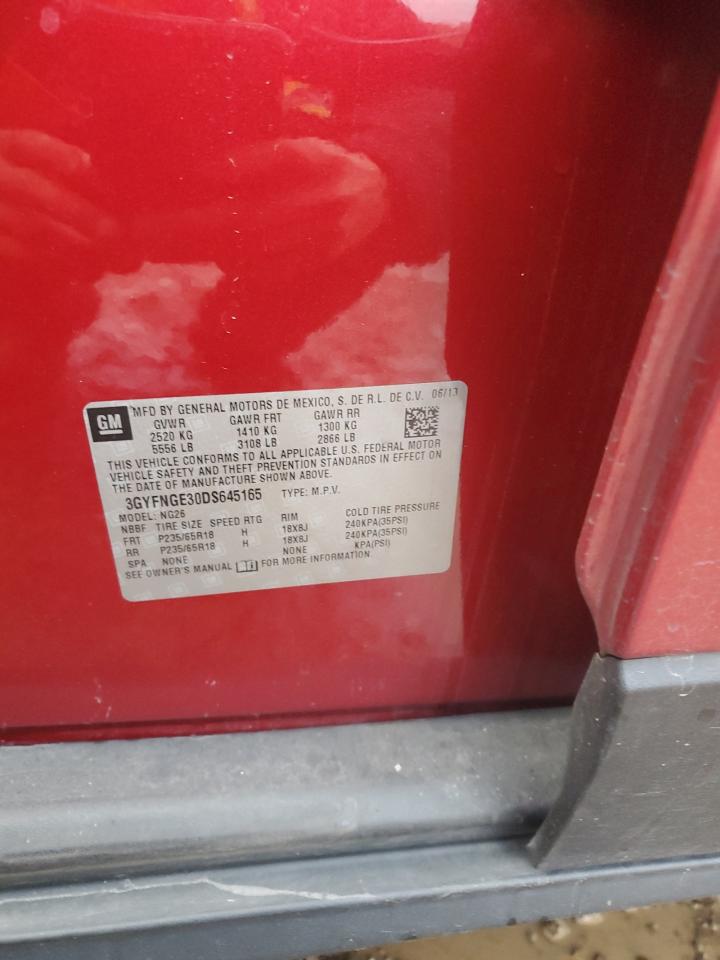 GM
MFD BY GENERAL MOTORS DE MEXICO, S. DE R.L. DE C.V. 06/13
GVWR GAWR FRT GAWR RR
2520 KG 1410 KG 1300 KG
5556 LB 3108 LB 2866 LB
THIS VEHICLE CONFORMS TO ALL APPLICABLE U.S. FEDERAL MOTOR
VEHICLE SAFETY AND THEFT PREVENTION STANDARDS IN EFFECT ON
THE DATE OF MANUFACTURE SHOWN ABOVE.
3GYFNGE30DS645165 TYPE: M.P.V.
MODEL: NG26
NBBF TIRE SIZE SPEED RTG RIM COLD TIRE PRESSURE
FRT P235/65R18 H 18X8J 240KPA(35PSI)
RR P235/65R18 H 18X8J 240KPA(35PSI)
SPA NONE NONE KPA(PSI)
SEE OWNER'S MANUAL FOR MORE INFORMATION.